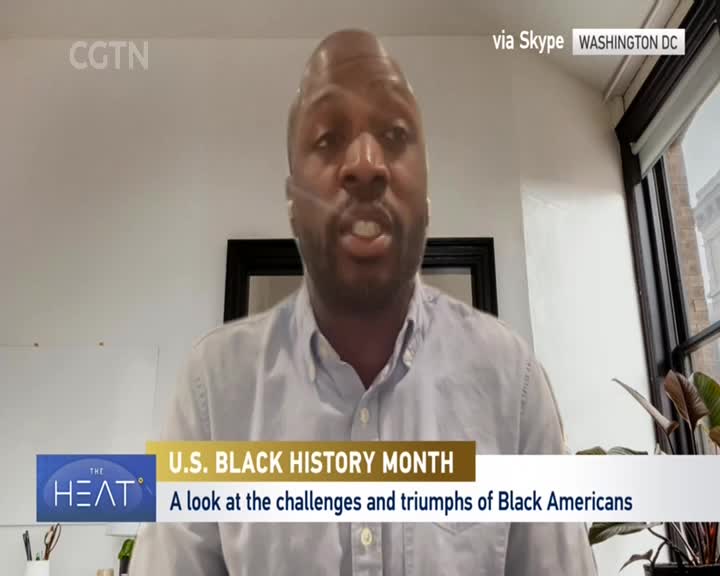 CGTN
via Skype WASHINGTON DC
U.S. BLACK HISTORY MONTH
THE
HEAT
A look at the challenges and triumphs of Black Americans